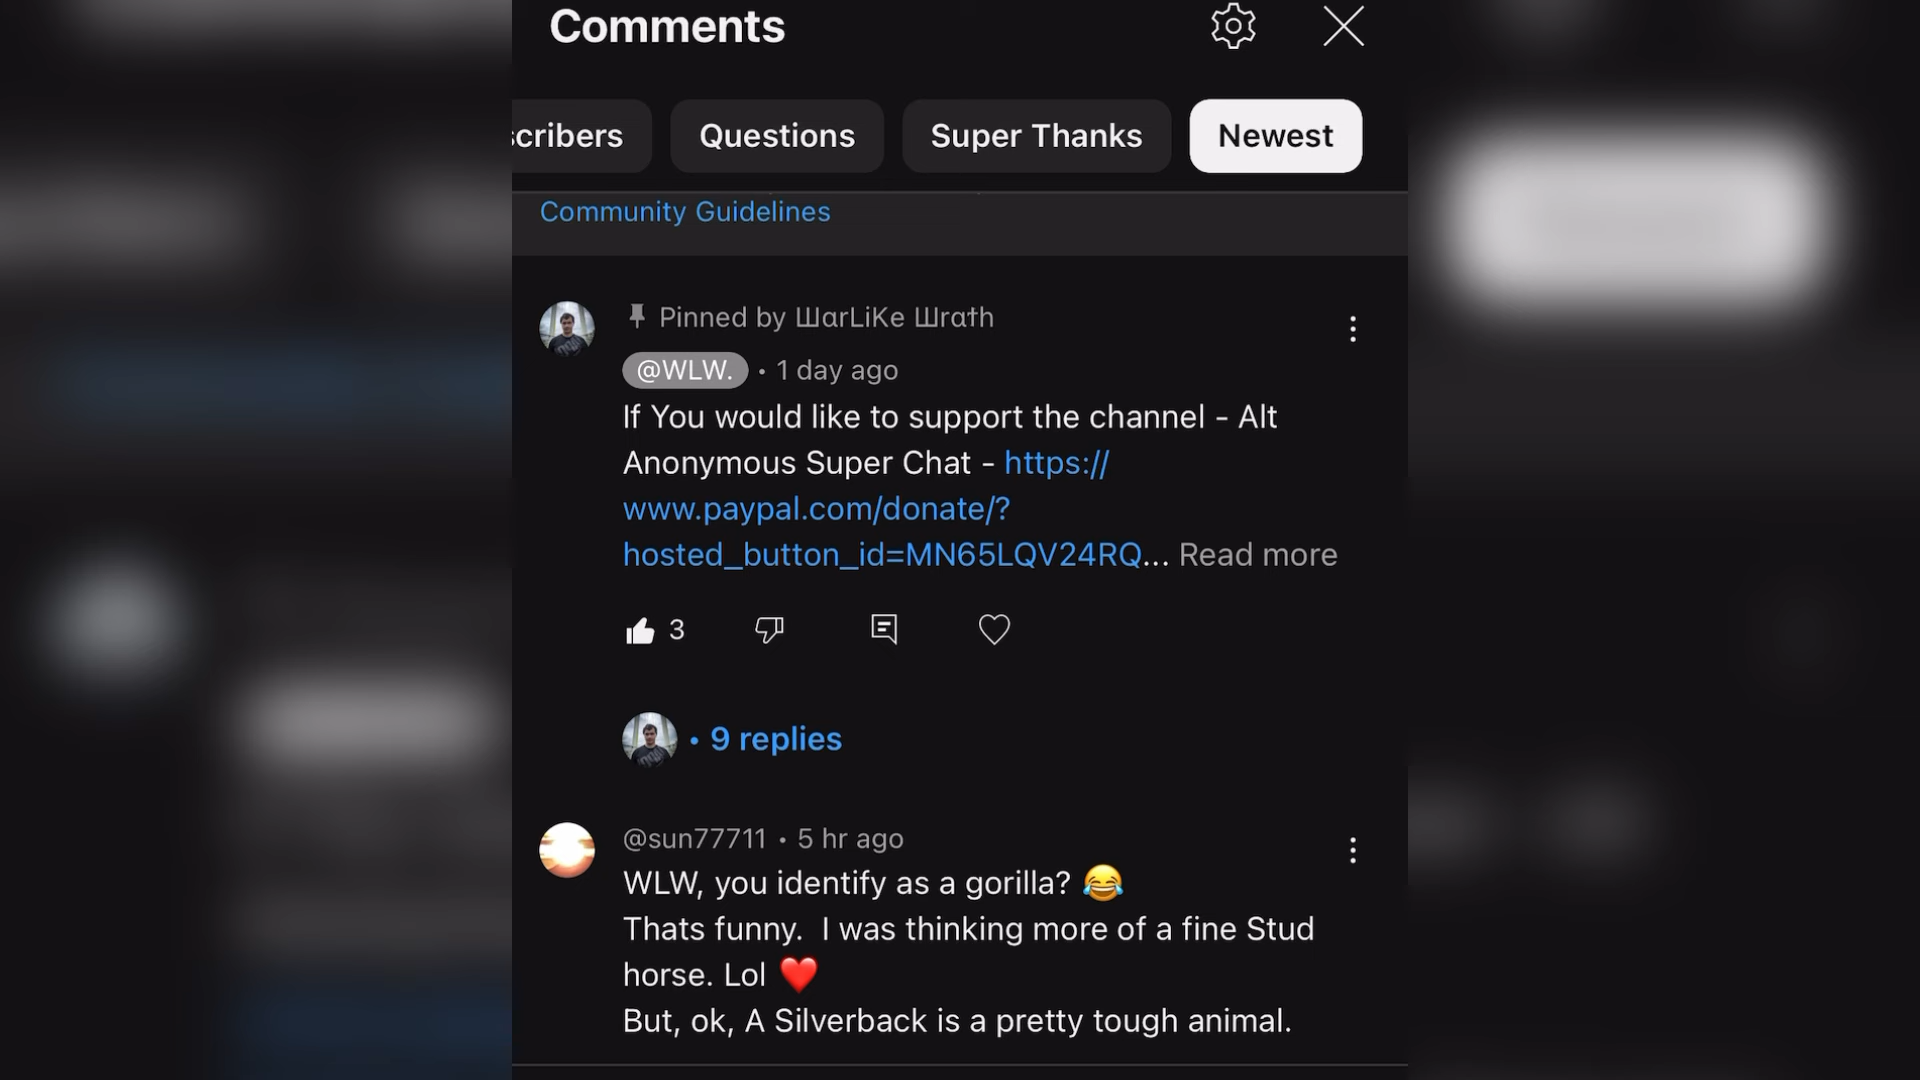 Comments
scribers
Questions
Super Thanks
Newest
Community Guidelines
Pinned by ШɑrLiKe Шrɑth
@WLW. • 1 day ago
If You would like to support the channel - Alt
Anonymous Super Chat - https://
www.paypal.com/donate/?
hosted_button_id=MN65LQV24RQ... Read more
3
• 9 replies
@sun77711 • 5 hr ago
WLW, you identify as a gorilla? 😂
Thats funny. I was thinking more of a fine Stud
horse. Lol ❤️
But, ok, A Silverback is a pretty tough animal.